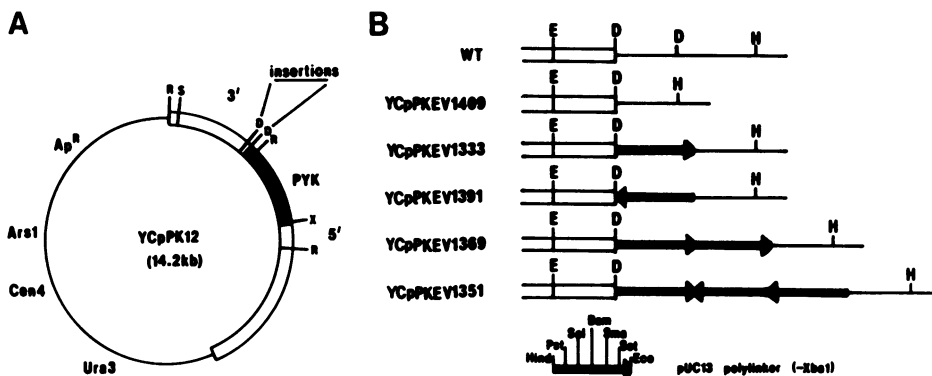 A
insertions
3'
R S
D
D
R
Ap^R
PYK
Ars1
X
5'
YCpPK12
(14.2kb)
R
Cen4
Ura3
B
E D D H
WT
E D H
YCpPKEV1409
E D H
YCpPKEV1333
E D H
YCpPKEV1391
E D H
YCpPKEV1369
E D H
YCpPKEV1351
Bam
Sal Sma
Pst Sst
Hind Eco
pUC13 polylinker (-Xba1)